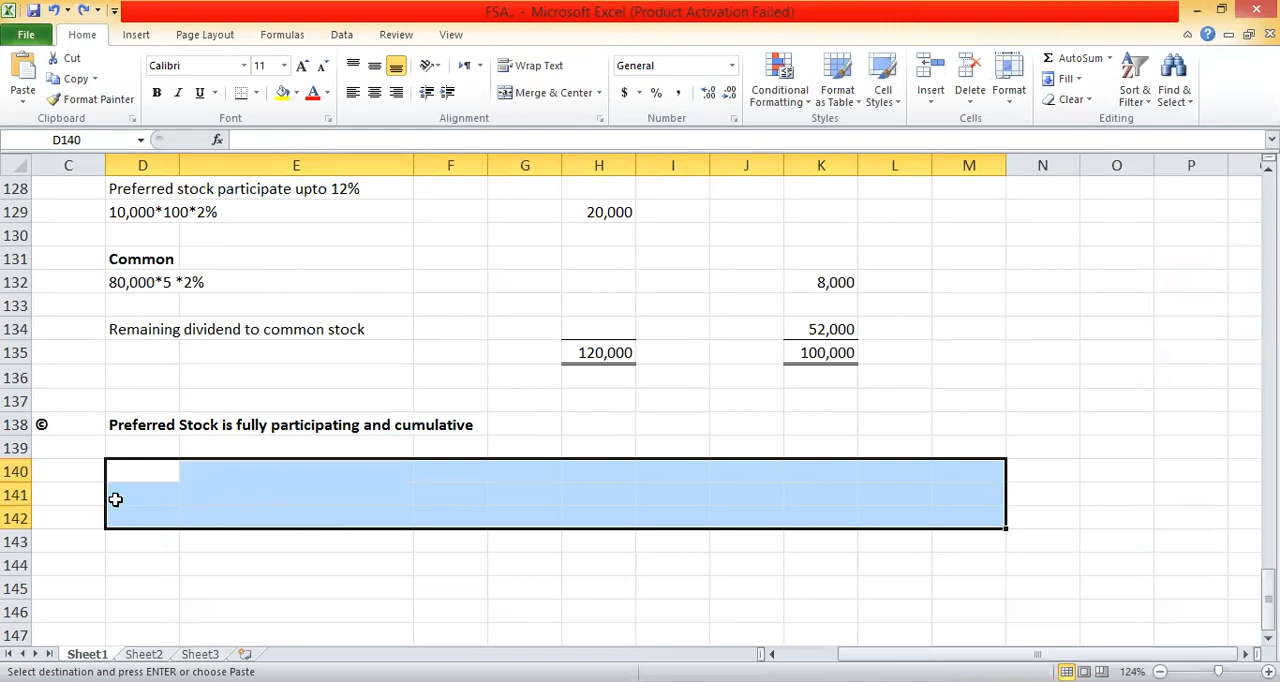 FSA.. - Microsoft Excel (Product Activation Failed)
File Home Insert Page Layout Formulas Data Review View
Paste Cut Copy Format Painter Clipboard
Calibri 11 B I U A A A Font
Wrap Text Merge & Center Alignment
General $ % , Number
Conditional Formatting Format as Table Cell Styles Styles
Insert Delete Format Cells
Σ AutoSum Fill Clear Sort & Filter Find & Select Editing
D140 fx
C D E F G H I J K L M N O P
128 Preferred stock participate upto 12%
129 10,000*100*2% 20,000
130
131 Common
132 80,000*5 *2% 8,000
133
134 Remaining dividend to common stock 52,000
135 120,000 100,000
136
137
138 © Preferred Stock is fully participating and cumulative
139
140
141
142
143
144
145
146
147
Sheet1 Sheet2 Sheet3
Select destination and press ENTER or choose Paste 124%